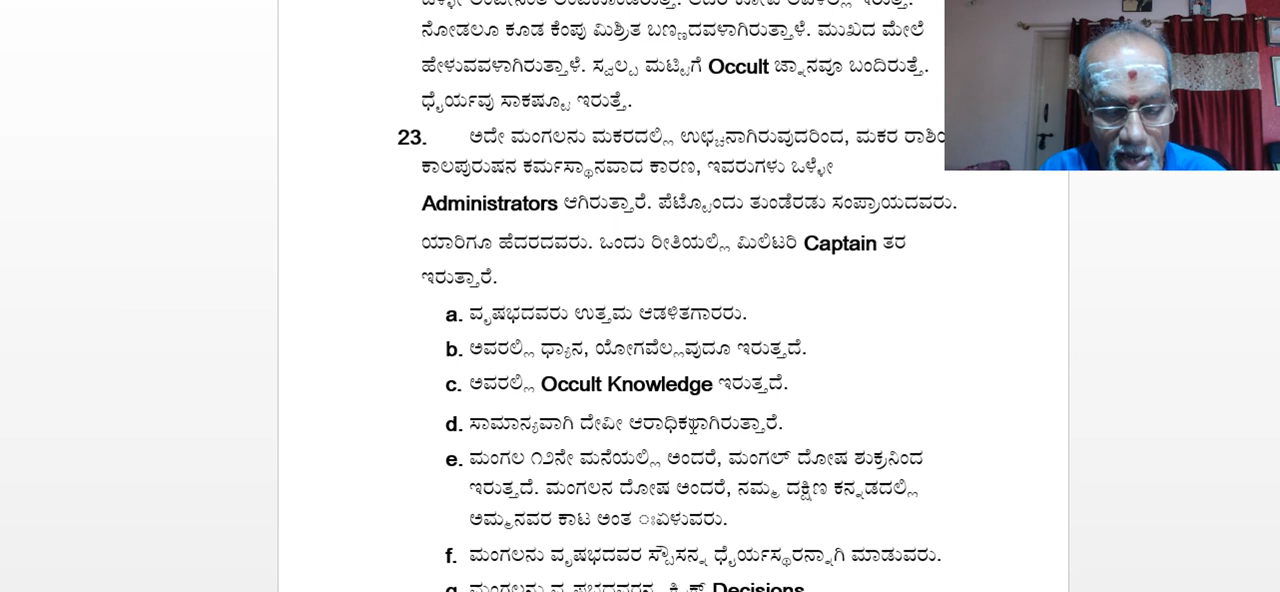 ನೋಡಲೂ ಕೂಡ ಕೆಂಪು ಮಿಶ್ರಿತ ಬಣ್ಣದವಳಾಗಿರುತ್ತಾಳೆ. ಮುಖದ ಮೇಲೆ
ಹೇಳುವವಳಾಗಿರುತ್ತಾಳೆ. ಸ್ವಲ್ಪ ಮಟ್ಟಿಗೆ Occult ಜ್ಞಾನವೂ ಬಂದಿರುತ್ತೆ.
ಧೈರ್ಯವು ಸಾಕಷ್ಟೂ ಇರುತ್ತೆ.
23. ಅದೇ ಮಂಗಲನು ಮಕರದಲ್ಲಿ ಉಛ್ಚನಾಗಿರುವುದರಿಂದ, ಮಕರ
ಕಾಲಪುರುಷನ ಕರ್ಮಸ್ಥಾನವಾದ ಕಾರಣ, ಇವರುಗಳು ಒಳ್ಳೇ
Administrators ಆಗಿರುತ್ತಾರೆ. ಪೆಟ್ಟೊಂದು ತುಂಡೆರಡು ಸಂಪ್ರಾಯದವರು.
ಯಾರಿಗೂ ಹೆದರದವರು. ಒಂದು ರೀತಿಯಲ್ಲಿ ಮಿಲಿಟರಿ Captain ತರ
ಇರುತ್ತಾರೆ.
a. ವೃಷಭದವರು ಉತ್ತಮ ಆಡಳಿತಗಾರರು.
b. ಅವರಲ್ಲಿ ಧ್ಯಾನ, ಯೋಗವೆಲ್ಲವುದೂ ಇರುತ್ತದೆ.
c. ಅವರಲ್ಲಿ Occult Knowledge ಇರುತ್ತದೆ.
d. ಸಾಮಾನ್ಯವಾಗಿ ದೇವೀ
e. ಮಂಗಲ ೧೨ನೇ ಮನೆಯಲ್ಲಿ ಅಂದರೆ, ಮಂಗಲ್ ದೋಷ ಶುಕ್ರನಿಂದ
ಇರುತ್ತದೆ. ಮಂಗಲನ ದೋಷ ಅಂದರೆ, ನಮ್ಮ ದಕ್ಷಿಣ ಕನ್ನಡದಲ್ಲಿ
ಅಮ್ಮನವರ ಕಾಟ ಅಂತ ಃಏಳುವರು.
f. ಮಂಗಲನು ವೃಷಭದವರ ಸ್ಪೌಸನ್ನ ಧೈರ್ಯಸ್ಥರನ್ನಾಗಿ ಮಾಡುವರು.
Decisions